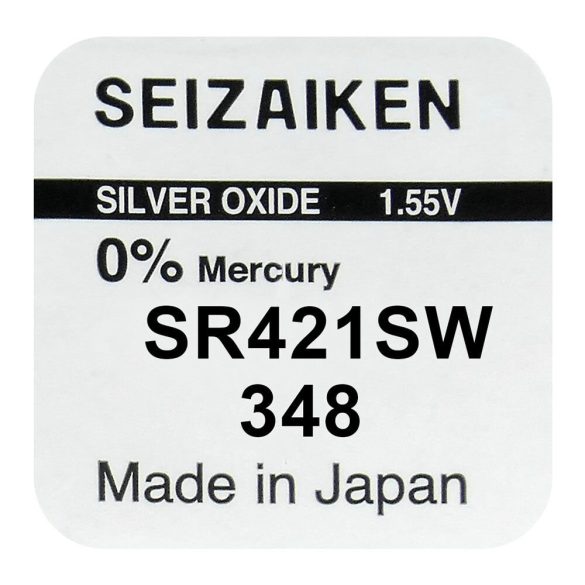 SEIZAIKEN
SILVER OXIDE 1.55V
0% Mercury
SR421SW
348
Made in Japan